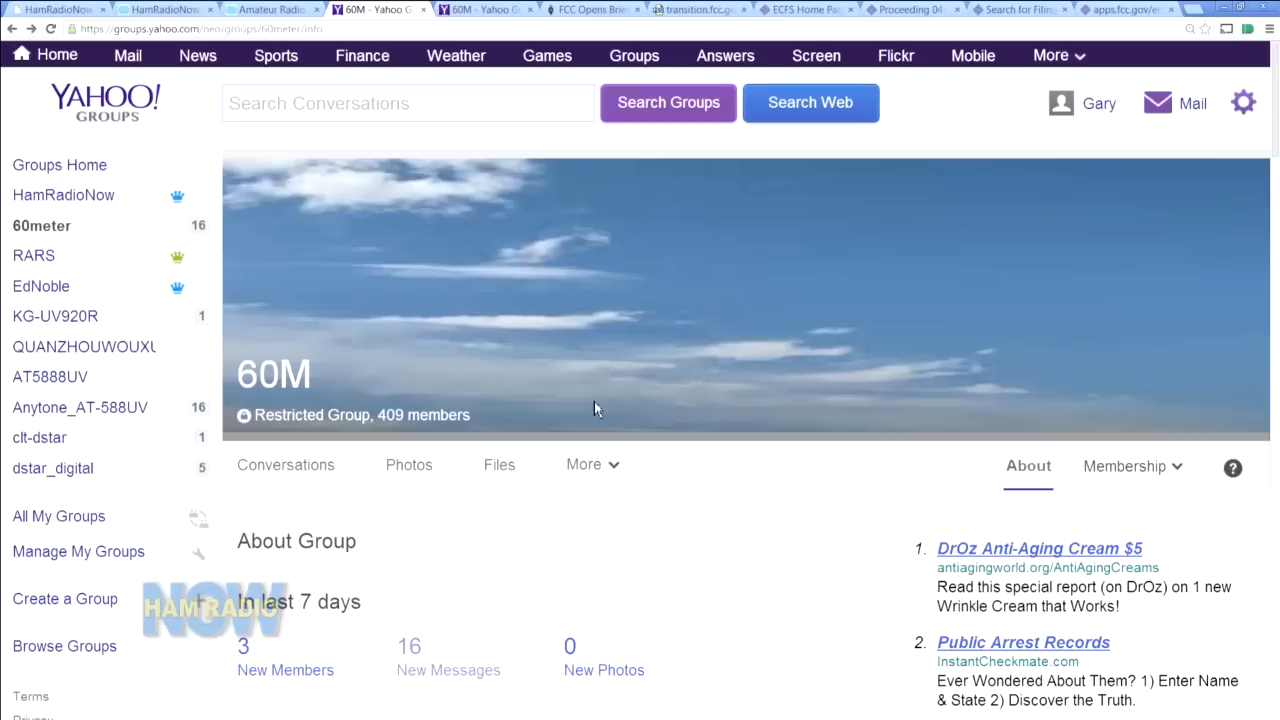 HamRadioNow
HamRadioNow
Amateur Radio
60M - Yahoo G
60M - Yahoo G
FCC Opens Brie
transition.fcc.g
ECFS Home Pa
Proceeding 04-
Search for Filing
apps.fcc.gov/e
https://groups.yahoo.com/neo/groups/60meter/info
Home Mail News Sports Finance Weather Games Groups Answers Screen Flickr Mobile More
YAHOO!
GROUPS
Search Conversations
Search Groups
Search Web
Gary
Mail
Groups Home
HamRadioNow
60meter 16
RARS
EdNoble
KG-UV920R 1
QUANZHOUWOUXU
AT5888UV
Anytone_AT-588UV 16
clt-dstar 1
dstar_digital 5
All My Groups
Manage My Groups
Create a Group
Browse Groups
Terms
Privacy
60M
Restricted Group, 409 members
Conversations Photos Files More About Membership ?
About Group
In last 7 days
3
New Members
16
New Messages
0
New Photos
1. DrOz Anti-Aging Cream $5
antiagingworld.org/AntiAgingCreams
Read this special report (on DrOz) on 1 new
Wrinkle Cream that Works!
2. Public Arrest Records
InstantCheckmate.com
Ever Wondered About Them? 1) Enter Name
& State 2) Discover the Truth.
HAM RADIO
NOW